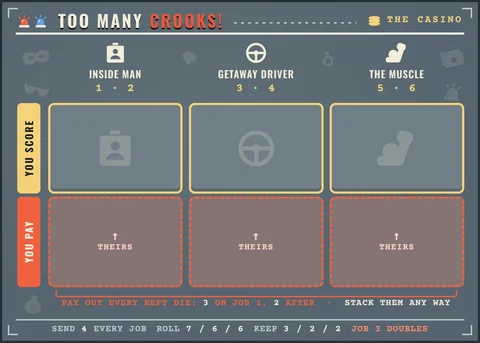 TOO MANY CROOKS!
THE CASINO
INSIDE MAN
1 · 2
GETAWAY DRIVER
3 · 4
THE MUSCLE
5 · 6
YOU SCORE
YOU PAY
↑
THEIRS
↑
THEIRS
↑
THEIRS
PAY OUT EVERY KEPT DIE: 3 ON JOB 1, 2 AFTER · STACK THEM ANY WAY
SEND 4 EVERY JOB ROLL 7 / 6 / 6 KEEP 3 / 2 / 2 JOB 3 DOUBLES